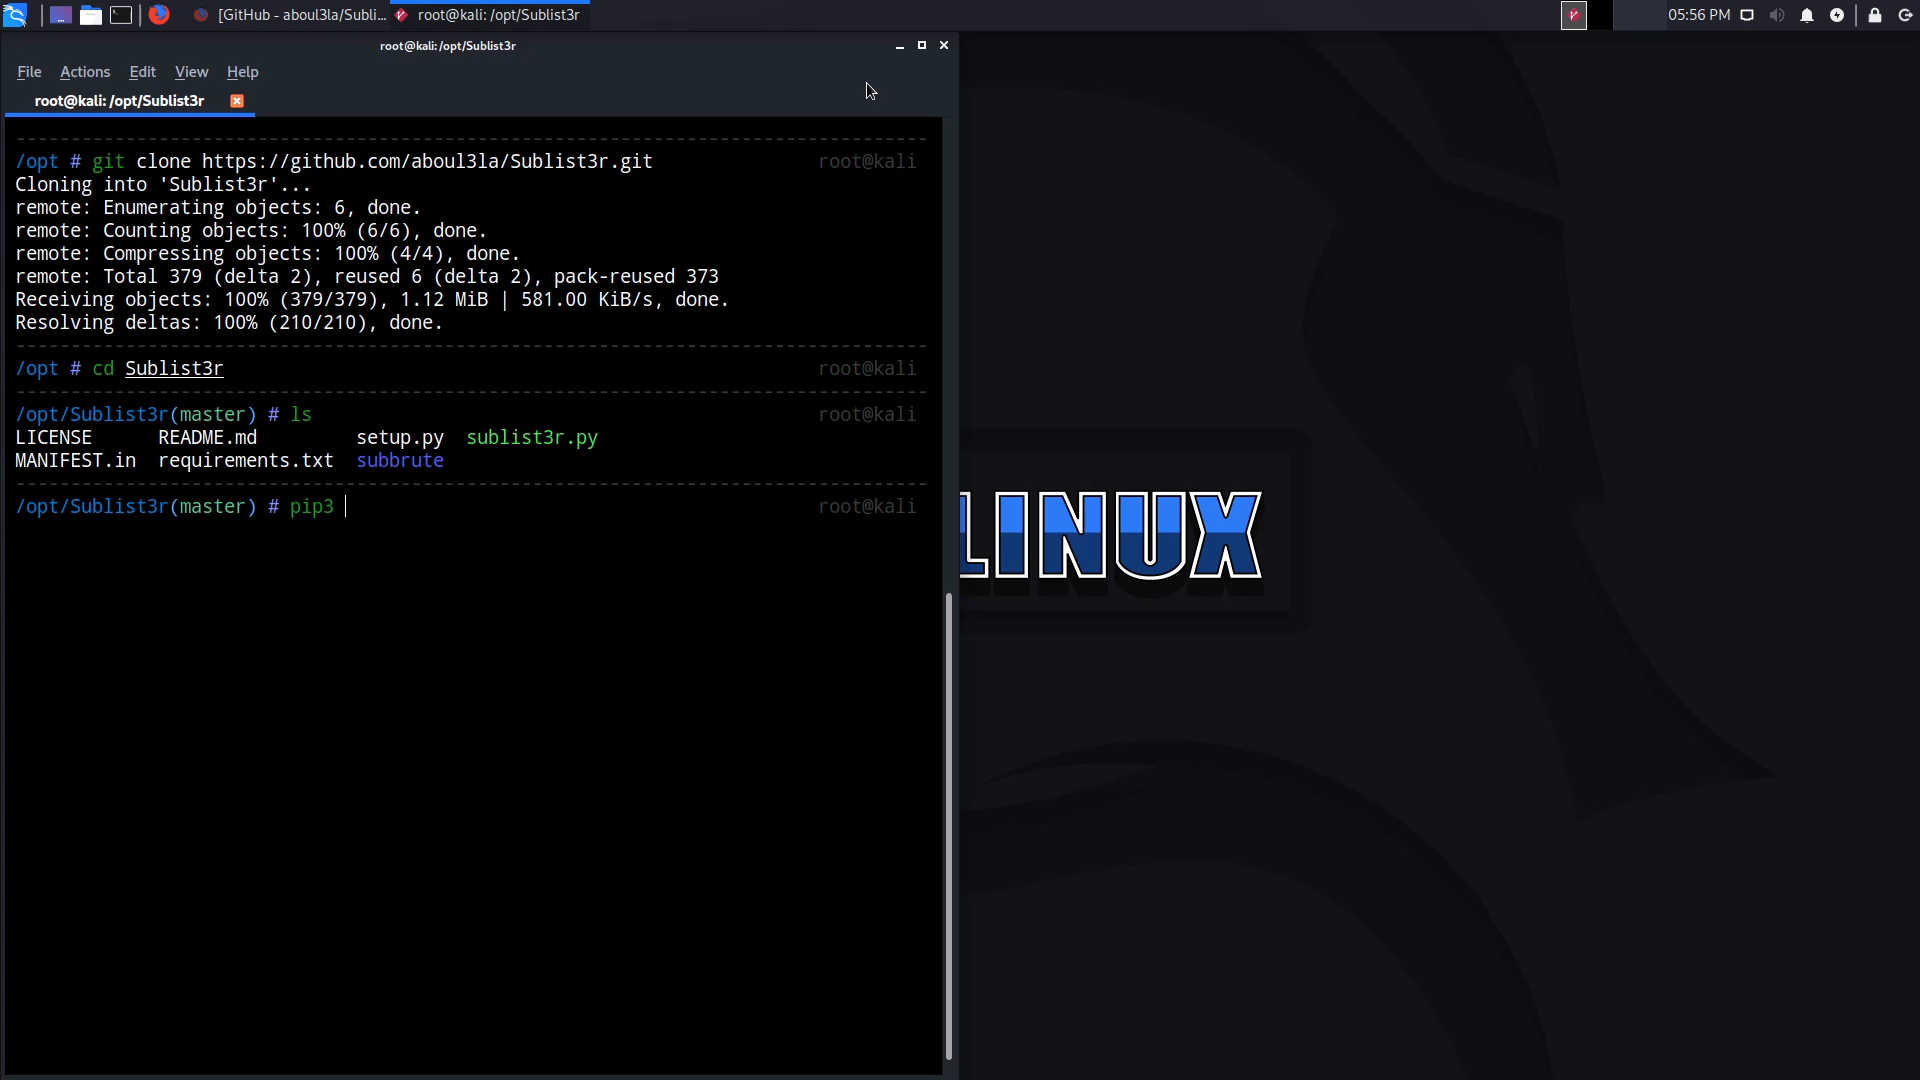 [GitHub - aboul3la/Subli... root@kali: /opt/Sublist3r 05:56 PM
root@kali: /opt/Sublist3r
File Actions Edit View Help
root@kali: /opt/Sublist3r
/opt # git clone https://github.com/aboul3la/Sublist3r.git root@kali
Cloning into 'Sublist3r'...
remote: Enumerating objects: 6, done.
remote: Counting objects: 100% (6/6), done.
remote: Compressing objects: 100% (4/4), done.
remote: Total 379 (delta 2), reused 6 (delta 2), pack-reused 373
Receiving objects: 100% (379/379), 1.12 MiB | 581.00 KiB/s, done.
Resolving deltas: 100% (210/210), done.
/opt # cd Sublist3r root@kali
/opt/Sublist3r(master) # ls root@kali
LICENSE README.md setup.py sublist3r.py
MANIFEST.in requirements.txt subbrute
/opt/Sublist3r(master) # pip3 root@kali
LINUX